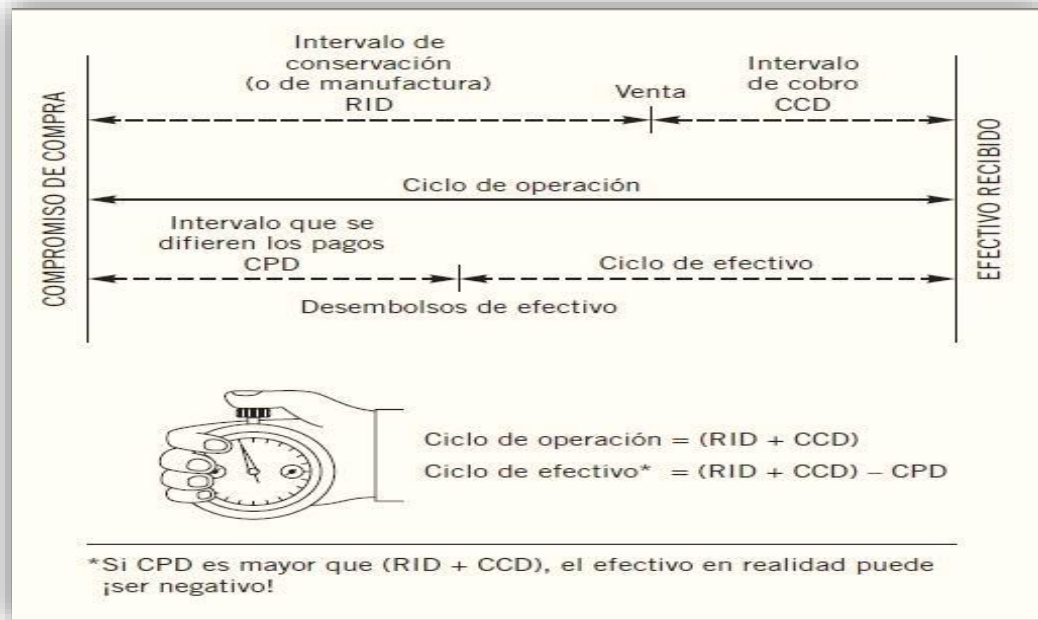 Intervalo de
conservación
(o de manufactura)
RID
Venta
Intervalo
de cobro
CCD
COMPROMISO DE COMPRA
EFECTIVO RECIBIDO
Ciclo de operación
Intervalo que se
difieren los pagos
CPD
Ciclo de efectivo
Desembolsos de efectivo
Ciclo de operación = (RID + CCD)
Ciclo de efectivo* = (RID + CCD) – CPD
*Si CPD es mayor que (RID + CCD), el efectivo en realidad puede
¡ser negativo!